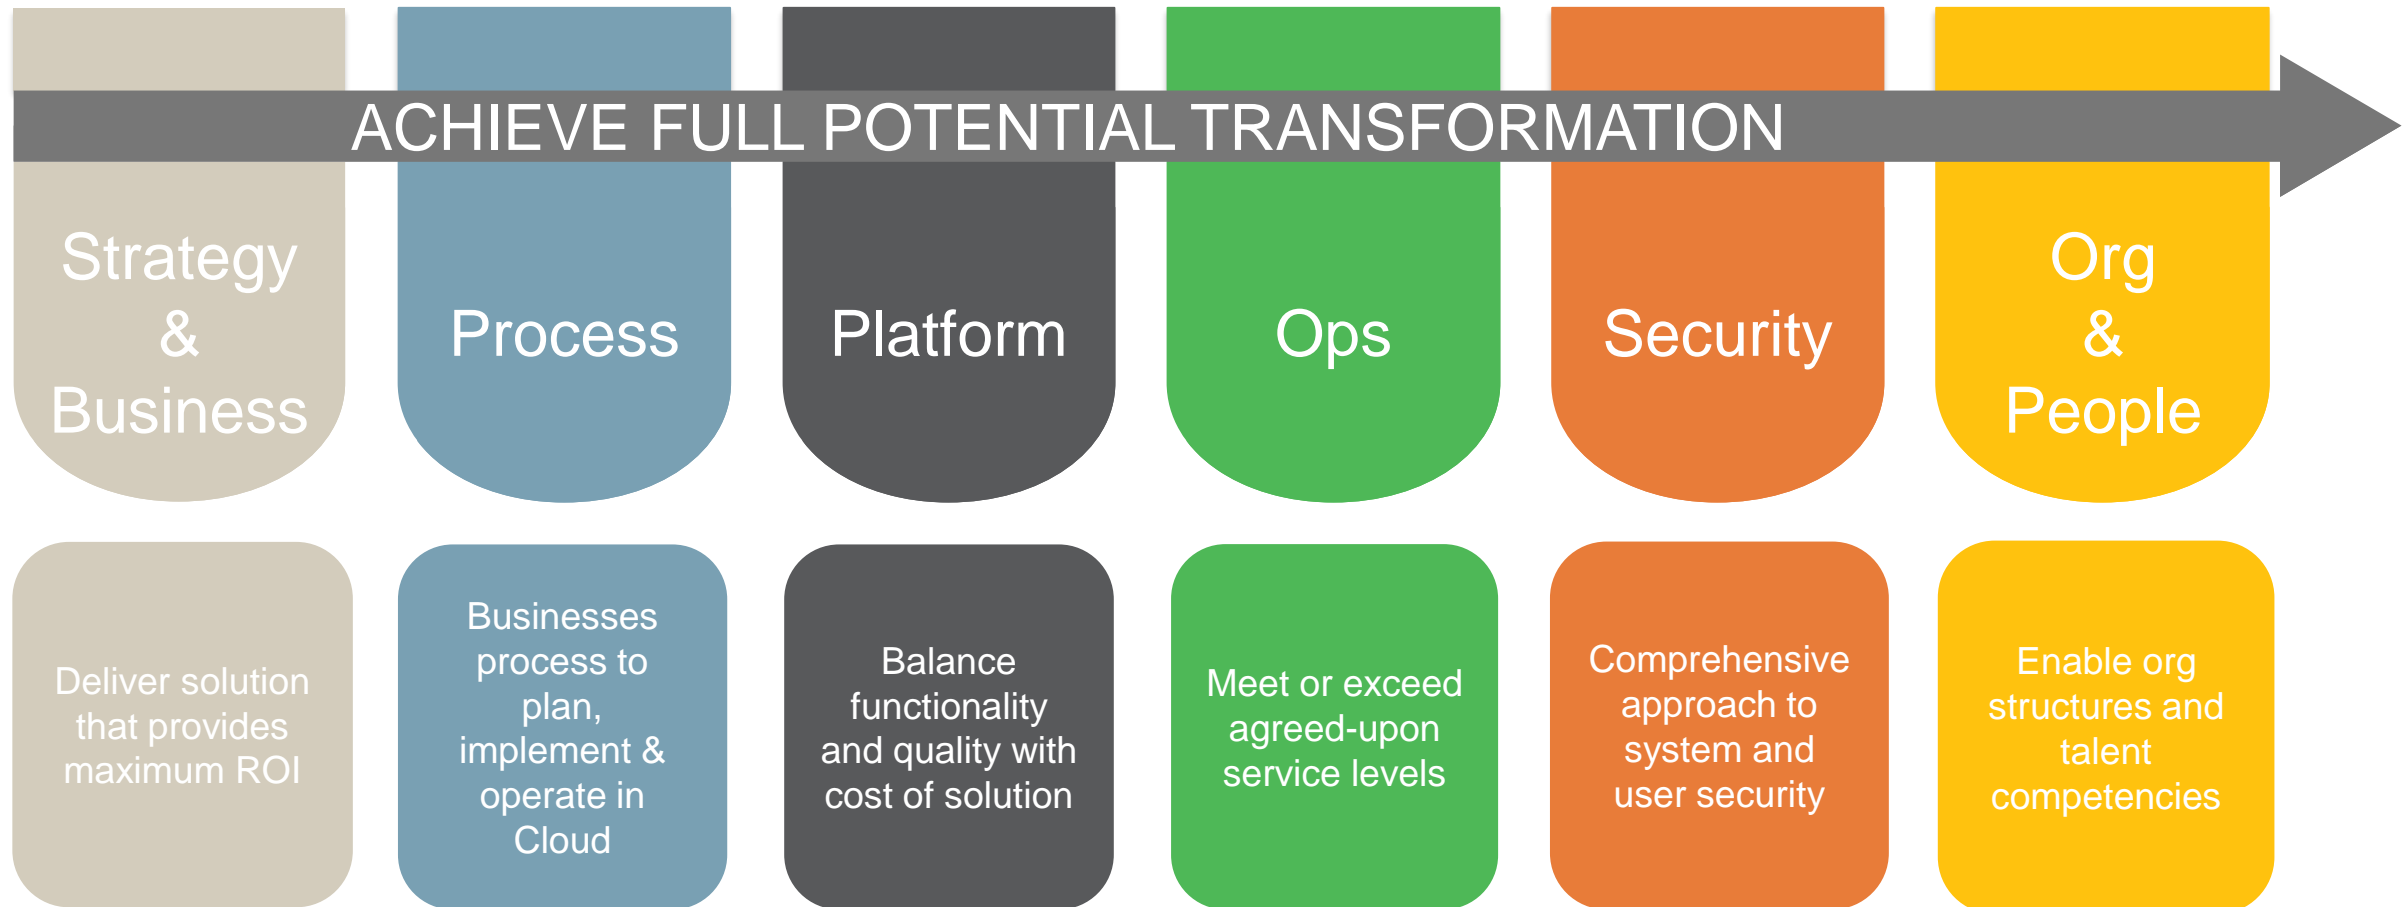 ACHIEVE FULL POTENTIAL TRANSFORMATION
Strategy
&
Business
Process
Platform
Ops
Security
Org
&
People
Deliver solution
that provides
maximum ROI
Businesses
process to
plan,
implement &
operate in
Cloud
Balance
functionality
and quality with
cost of solution
Meet or exceed
agreed-upon
service levels
Comprehensive
approach to
system and
user security
Enable org
structures and
talent
competencies